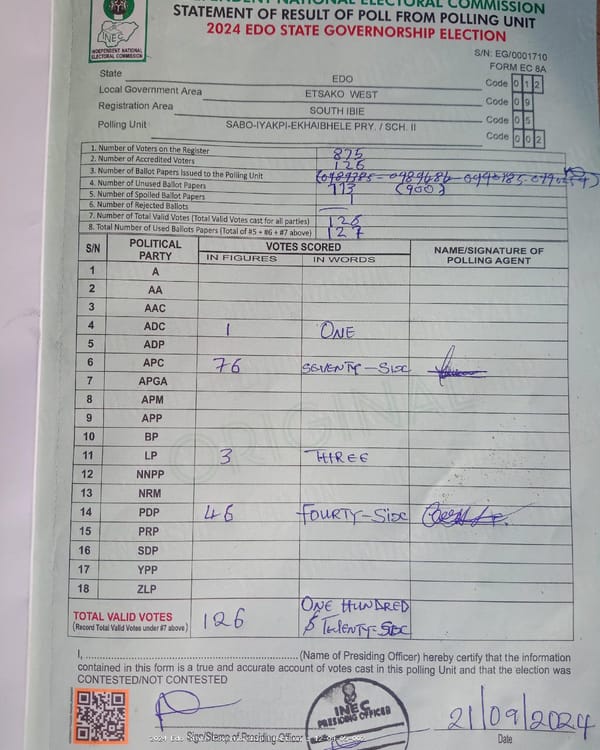 INDEPENDENT NATIONAL ELECTORAL COMMISSION
STATEMENT OF RESULT OF POLL FROM POLLING UNIT
2024 EDO STATE GOVERNORSHIP ELECTION
INEC
INDEPENDENT NATIONAL
ELECTORAL COMMISSION
S/N: EG/0001710
FORM EC 8A
State EDO Code 0 1 2
Local Government Area ETSAKO WEST Code 0 9
Registration Area SOUTH IBIE Code 0 5
Polling Unit SABO-IYAKPI-EKHAIBHELE PRY. / SCH. II Code 0 0 2
1. Number of Voters on the Register 875
2. Number of Accredited Voters 126
3. Number of Ballot Papers Issued to the Polling Unit
4. Number of Unused Ballot Papers 773 (900)
5. Number of Spoiled Ballot Papers 1
6. Number of Rejected Ballots
7. Number of Total Valid Votes (Total Valid Votes cast for all parties) 126
8. Total Number of Used Ballots Papers (Total of #5 + #6 + #7 above) 127
S/N POLITICAL PARTY VOTES SCORED NAME/SIGNATURE OF POLLING AGENT
IN FIGURES IN WORDS
1 A
2 AA
3 AAC
4 ADC 1 ONE
5 ADP
6 APC 76 SEVENTY-SIX
7 APGA
8 APM
9 APP
10 BP
11 LP 3 THREE
12 NNPP
13 NRM
14 PDP 46 FOURTY-SIX
15 PRP
16 SDP
17 YPP
18 ZLP
ORIGINAL
TOTAL VALID VOTES 126 ONE HUNDRED
(Record Total Valid Votes under #7 above) & TWENTY-SIX
I, (Name of Presiding Officer) hereby certify that the information
contained in this form is a true and accurate account of votes cast in this polling Unit and that the election was
CONTESTED/NOT CONTESTED
INEC
PRESIDING OFFICER
21/09/2024
Sign/Stamp of Presiding Officer Date